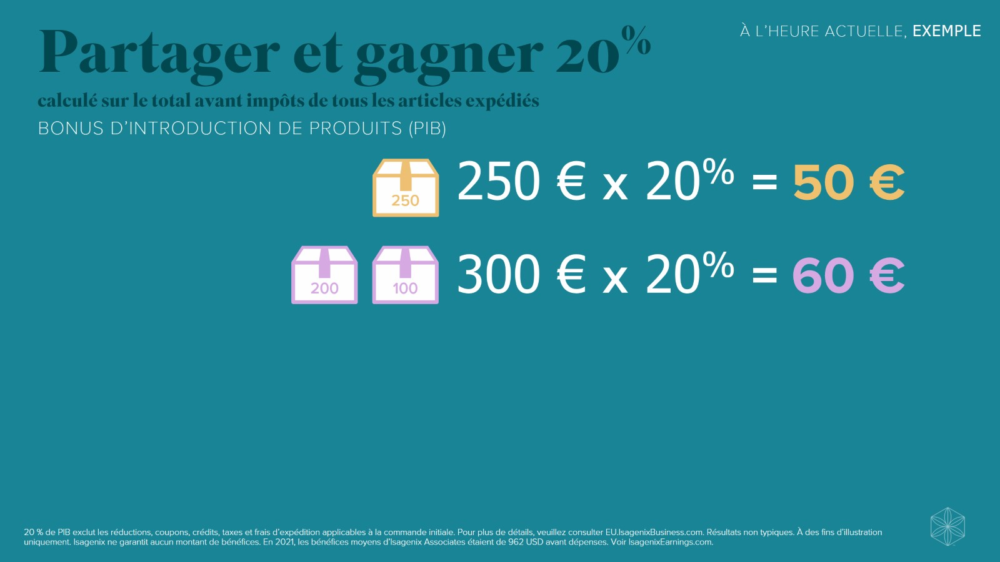 À L’HEURE ACTUELLE, EXEMPLE
Partager et gagner 20%
calculé sur le total avant impôts de tous les articles expédiés
BONUS D’INTRODUCTION DE PRODUITS (PIB)
250 250 € x 20% = 50 €
200 100 300 € x 20% = 60 €
20 % de PIB exclut les réductions, coupons, crédits, taxes et frais d’expédition applicables à la commande initiale. Pour plus de détails, veuillez consulter EU.IsagenixBusiness.com. Résultats non typiques. À des fins d’illustration
uniquement. Isagenix ne garantit aucun montant de bénéfices. En 2021, les bénéfices moyens d’Isagenix Associates étaient de 962 USD avant dépenses. Voir IsagenixEarnings.com.